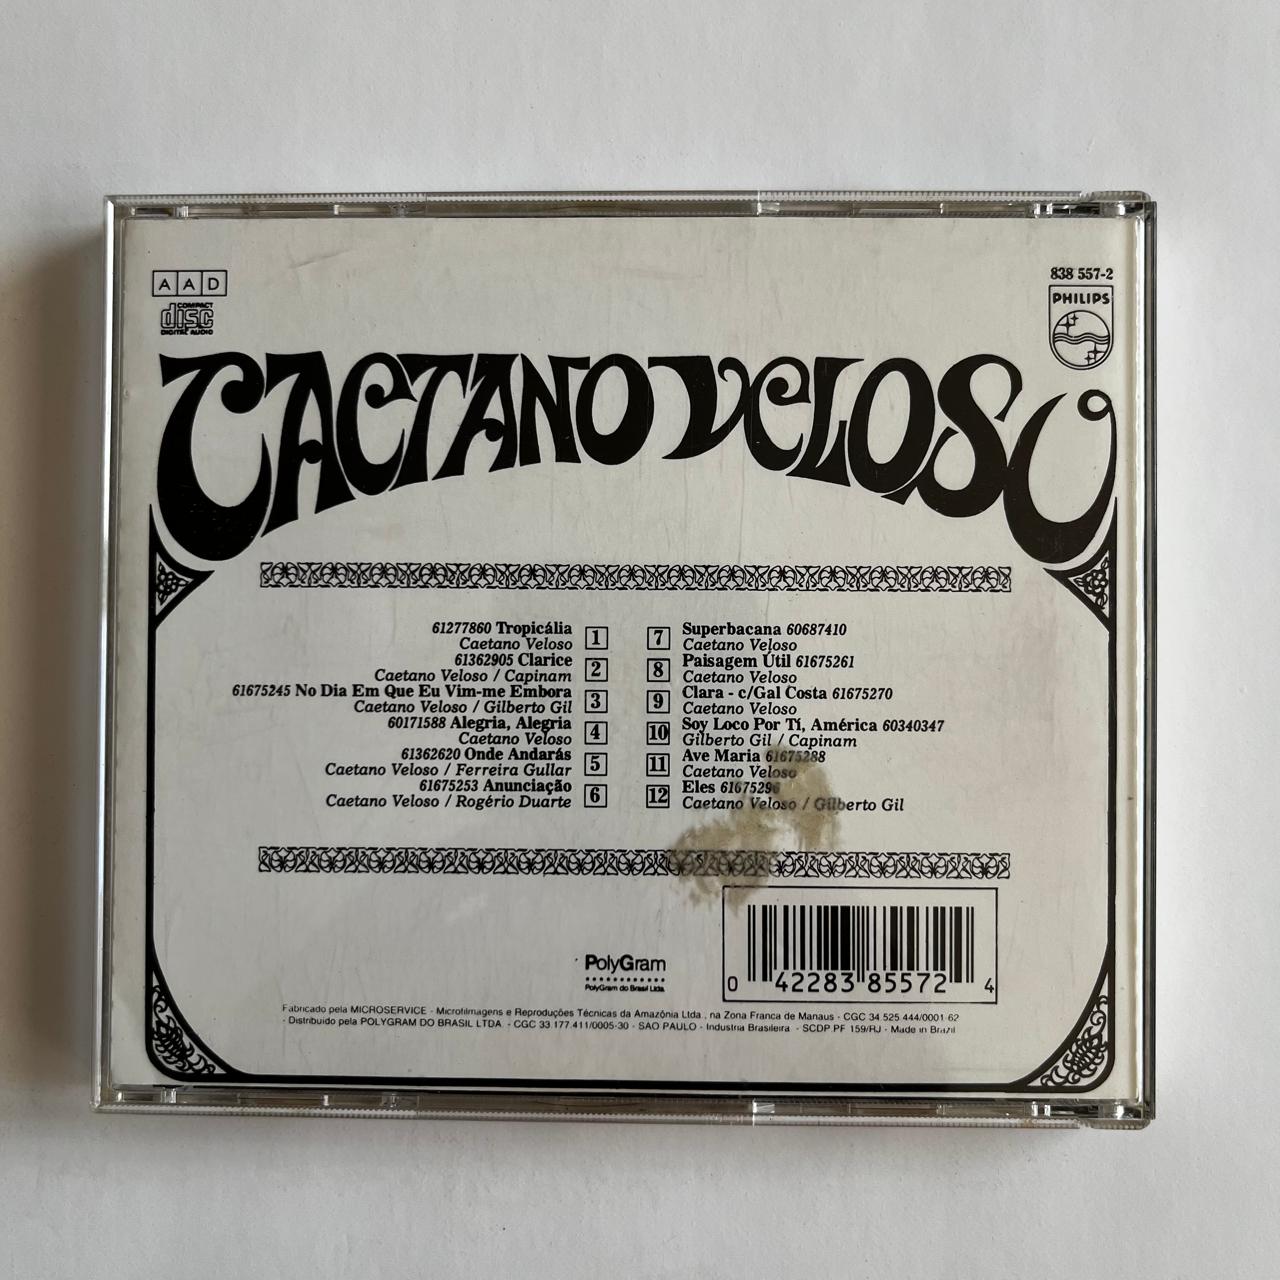 AAD
COMPACT
disc
DIGITAL AUDIO
838 557-2
PHILIPS
CAETANO VELOSO
61277860 Tropicália 1
Caetano Veloso
61362905 Clarice 2
Caetano Veloso / Capinam
61675245 No Dia Em Que Eu Vim-me Embora 3
Caetano Veloso / Gilberto Gil
60171588 Alegria, Alegria 4
Caetano Veloso
61362620 Onde Andarás 5
Caetano Veloso / Ferreira Gullar
61675253 Anunciação 6
Caetano Veloso / Rogério Duarte
7 Superbacana 60687410
Caetano Veloso
8 Paisagem Útil 61675261
Caetano Veloso
9 Clara - c/Gal Costa 61675270
Caetano Veloso
10 Soy Loco Por Tí, América 60340347
Gilberto Gil / Capinam
11 Ave Maria 61675288
Caetano Veloso
12 Eles 61675296
Caetano Veloso / Gilberto Gil
PolyGram
PolyGram do Brasil Ltda.
0 42283 85572 4
Fabricado pela MICROSERVICE - Microfilmagens e Reproduções Técnicas da Amazônia Ltda., na Zona Franca de Manaus - CGC 34 525 444/0001-62
- Distribuido pela POLYGRAM DO BRASIL LTDA - CGC 33.177.411/0005-30 - SAO PAULO - Industria Brasileira - SCDP PF 159/RJ - Made in Brazil